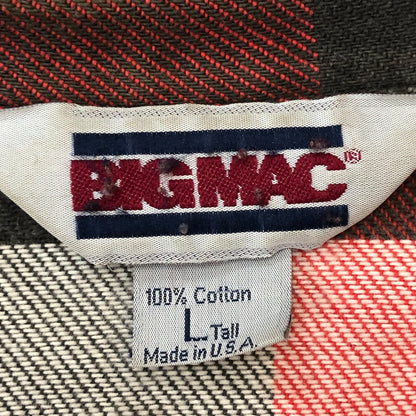 BIG MAC®
100% Cotton
L Tall
Made in U.S.A.